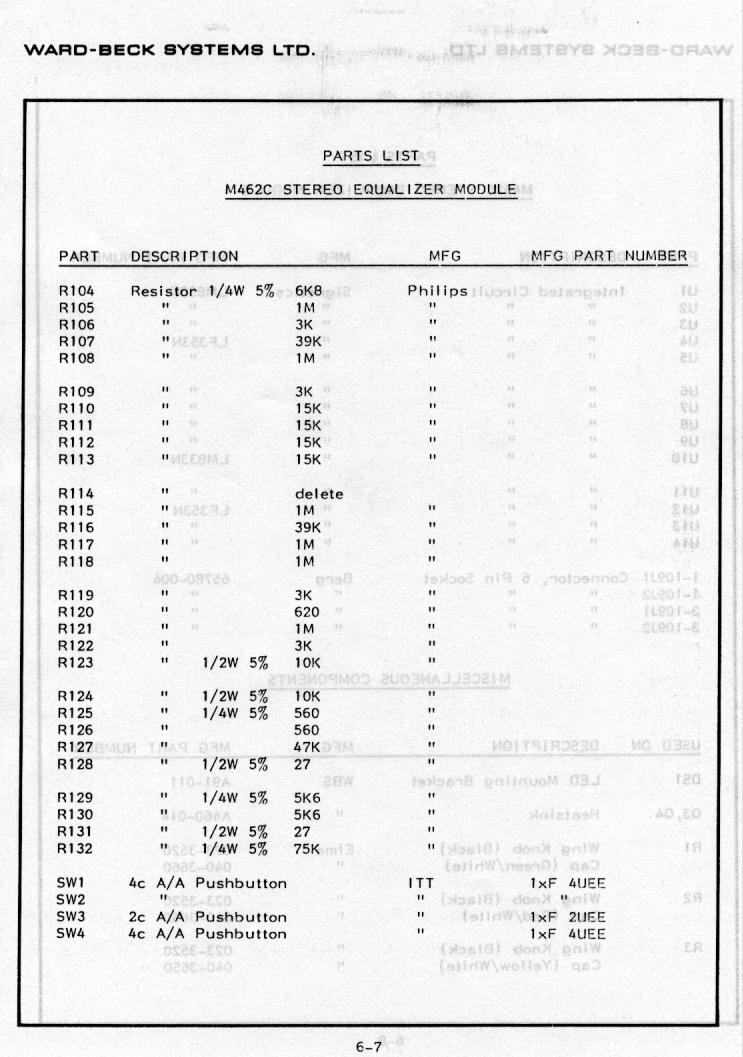 WARD-BECK SYSTEMS LTD.
PARTS LIST
M462C STEREO EQUALIZER MODULE
PART DESCRIPTION MFG MFG PART NUMBER
R104 Resistor 1/4W 5% 6K8 Philips
R105 " " 1M "
R106 " " 3K "
R107 " " 39K "
R108 " " 1M "
R109 " 3K "
R110 " 15K "
R111 " 15K "
R112 " 15K "
R113 " 15K "
R114 " delete
R115 " 1M "
R116 " 39K "
R117 " 1M "
R118 " 1M "
R119 " 3K "
R120 " 620 "
R121 " 1M "
R122 " 3K "
R123 " 1/2W 5% 10K "
R124 " 1/2W 5% 10K "
R125 " 1/4W 5% 560 "
R126 " 560 "
R127 " 47K "
R128 " 1/2W 5% 27 "
R129 " 1/4W 5% 5K6 "
R130 " 5K6 "
R131 " 1/2W 5% 27 "
R132 " 1/4W 5% 75K "
SW1 4c A/A Pushbutton ITT 1xF 4UEE
SW2 " " "
SW3 2c A/A Pushbutton " 1xF 2UEE
SW4 4c A/A Pushbutton " 1xF 4UEE
6-7